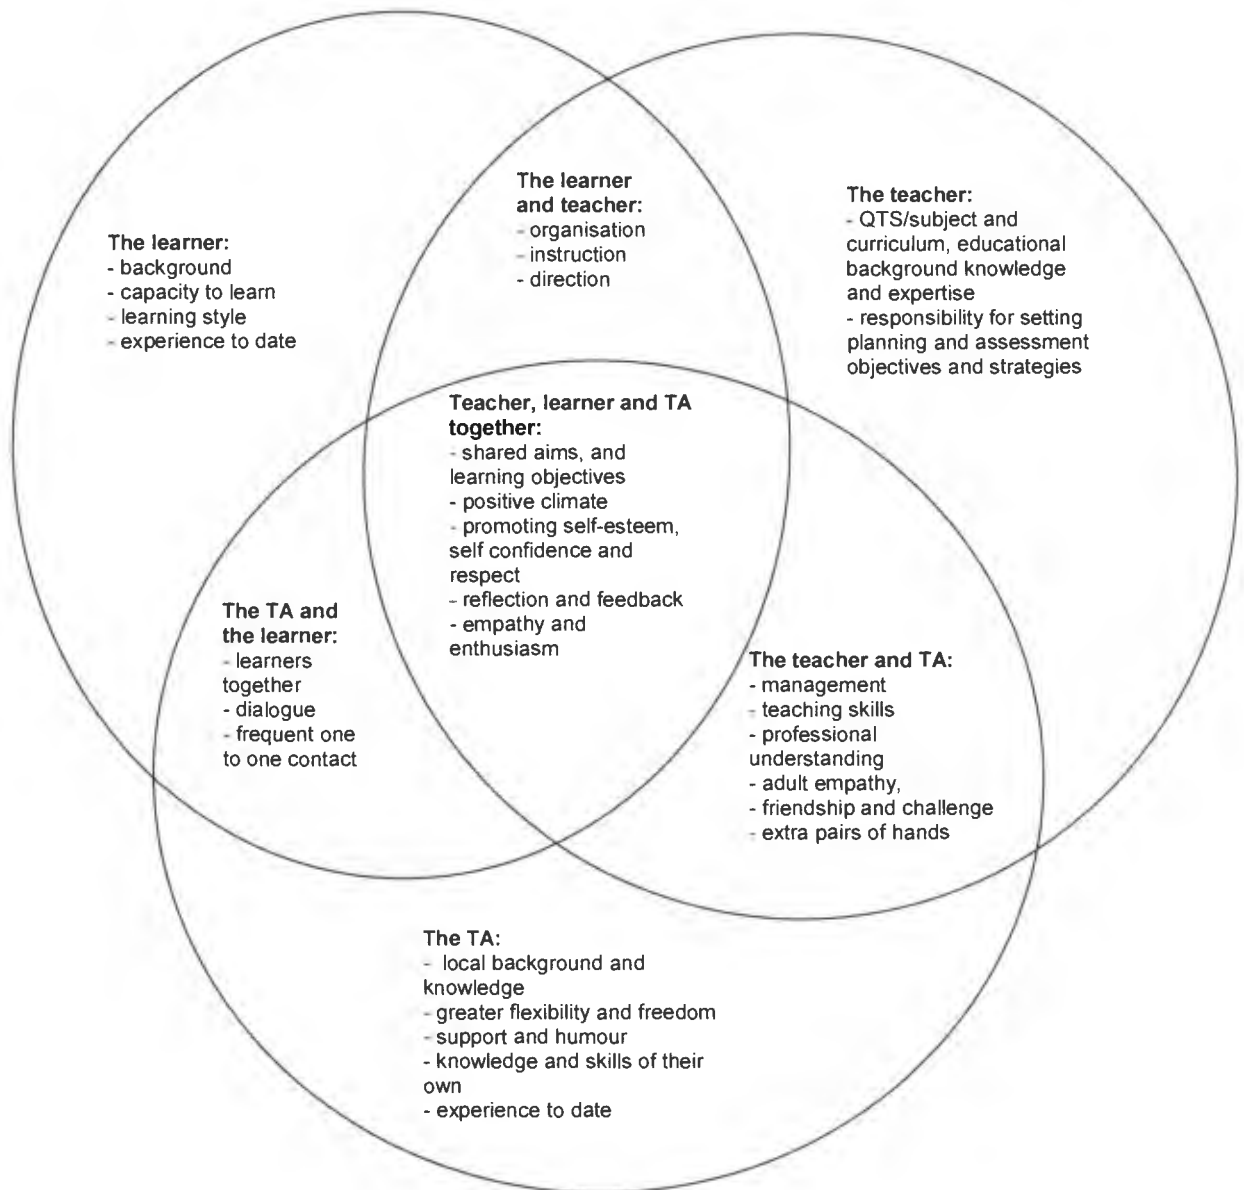 The learner:
- background
- capacity to learn
- learning style
- experience to date
The learner
and teacher:
- organisation
- instruction
- direction
The teacher:
- QTS/subject and
curriculum, educational
background knowledge
and expertise
- responsibility for setting
planning and assessment
objectives and strategies
Teacher, learner and TA
together:
- shared aims, and
learning objectives
- positive climate
- promoting self-esteem,
self confidence and
respect
- reflection and feedback
- empathy and
enthusiasm
The TA and
the learner:
- learners
together
- dialogue
- frequent one
to one contact
The teacher and TA:
- management
- teaching skills
- professional
understanding
- adult empathy,
- friendship and challenge
- extra pairs of hands
The TA:
- local background and
knowledge
- greater flexibility and freedom
- support and humour
- knowledge and skills of their
own
- experience to date